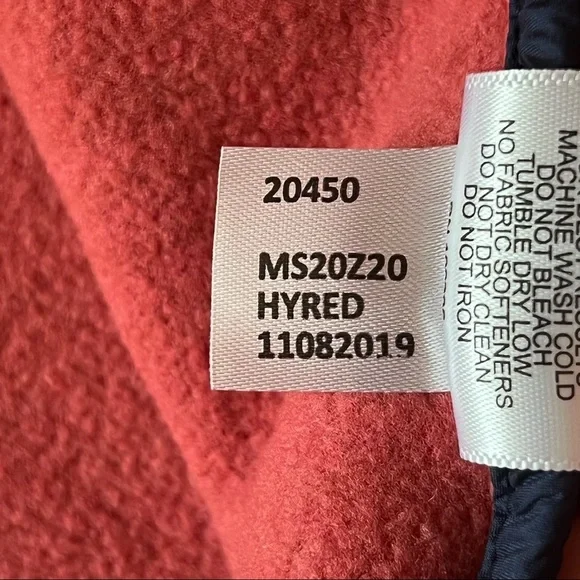 20450
MS20Z20
HYRED
11082019
MACHINE WASH COLD
DO NOT BLEACH
TUMBLE DRY LOW
NO FABRIC SOFTENERS
DO NOT DRY CLEAN
DO NOT IRON